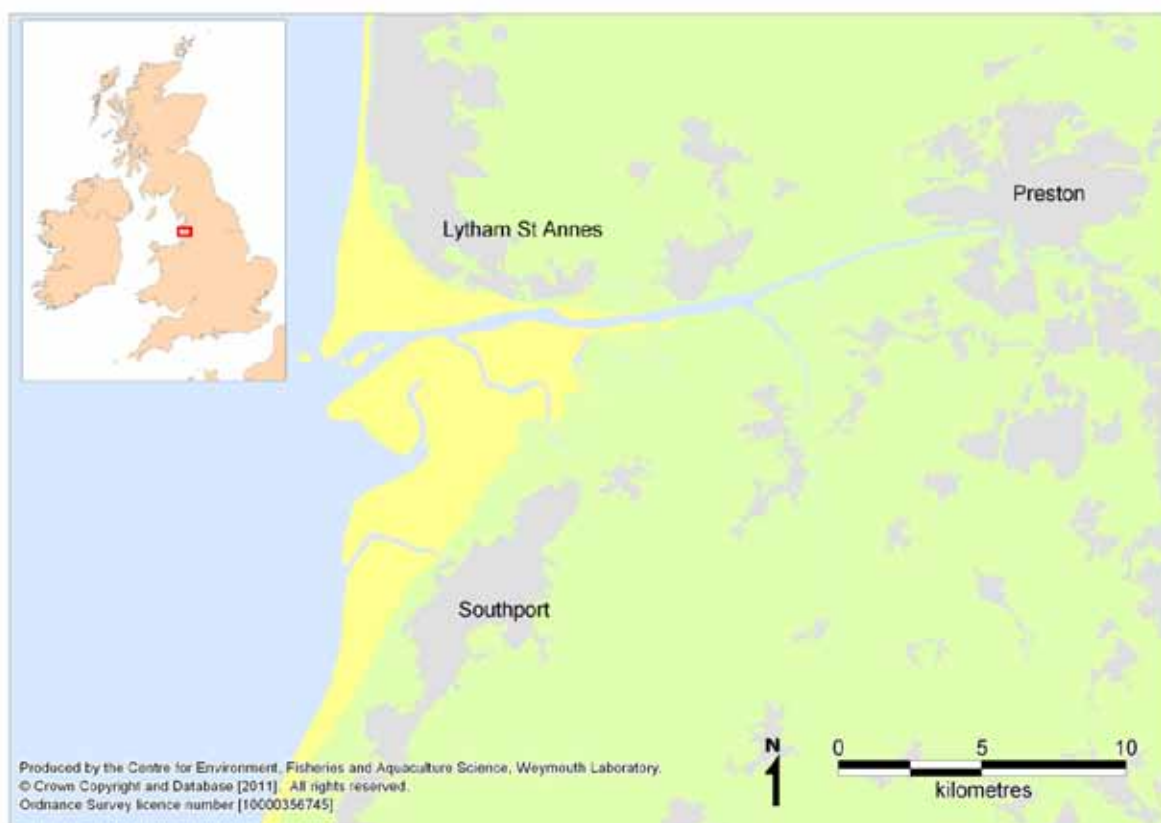 Preston
Lytham St Annes
Southport
N
0 5 10
kilometres
Produced by the Centre for Environment, Fisheries and Aquaculture Science, Weymouth Laboratory.
© Crown Copyright and Database [2011]. All rights reserved.
Ordnance Survey licence number [10000356745]